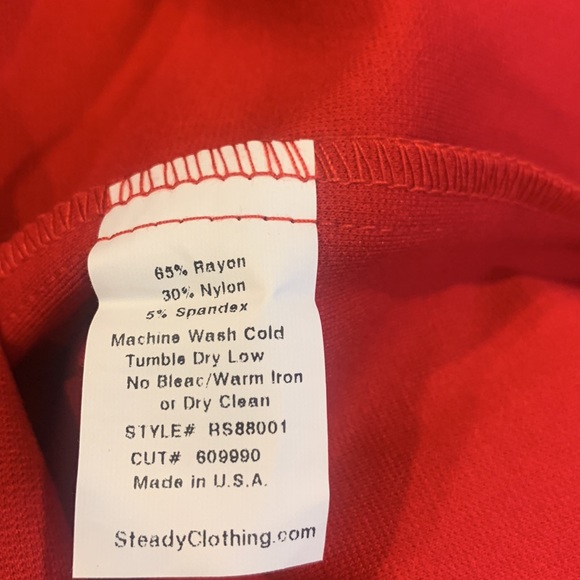 65% Rayon
30% Nylon
5% Spandex
Machine Wash Cold
Tumble Dry Low
No Bleac/Warm Iron
or Dry Clean
STYLE# RS88001
CUT# 609990
Made in U.S.A.
SteadyClothing.com